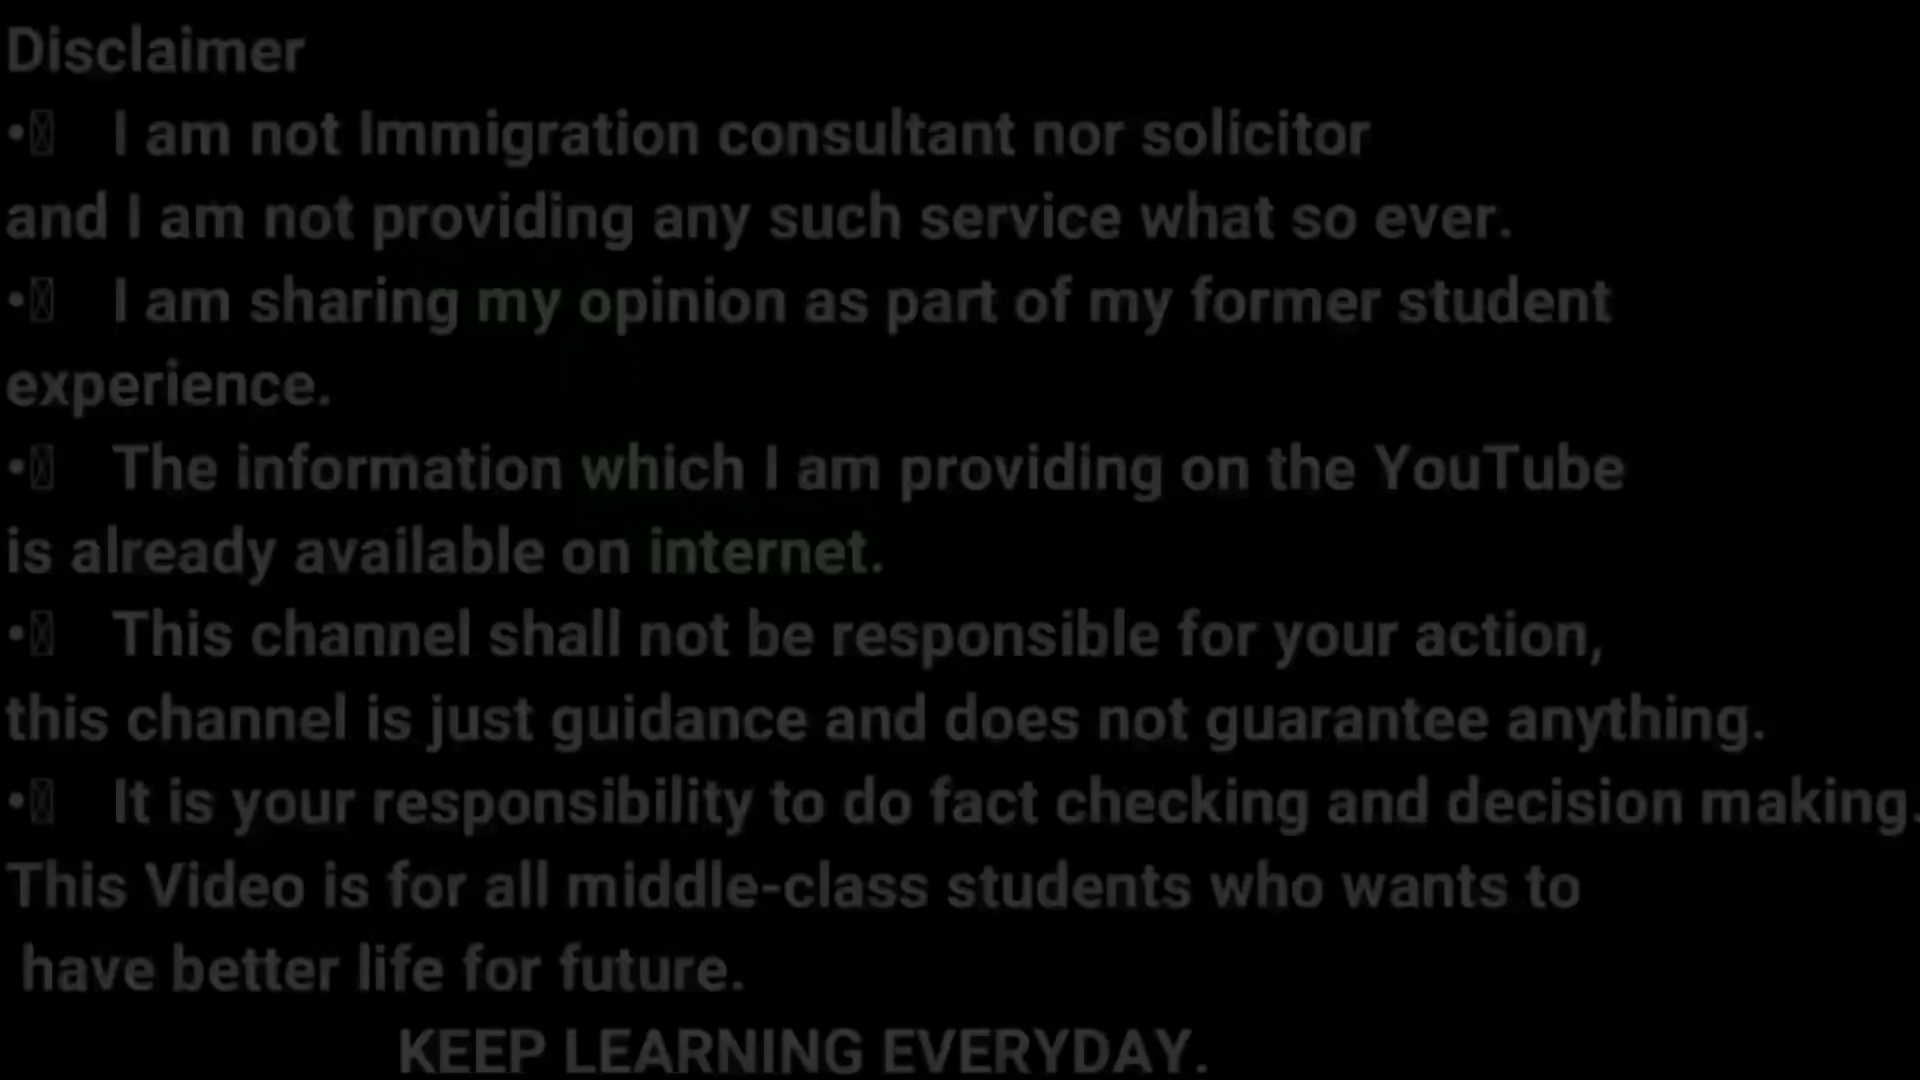 Disclaimer
• I am not Immigration consultant nor solicitor
and I am not providing any such service what so ever.
• I am sharing my opinion as part of my former student
experience.
• The information which I am providing on the YouTube
is already available on internet.
• This channel shall not be responsible for your action,
this channel is just guidance and does not guarantee anything.
• It is your responsibility to do fact checking and decision making.
This Video is for all middle-class students who wants to
have better life for future.
KEEP LEARNING EVERYDAY.